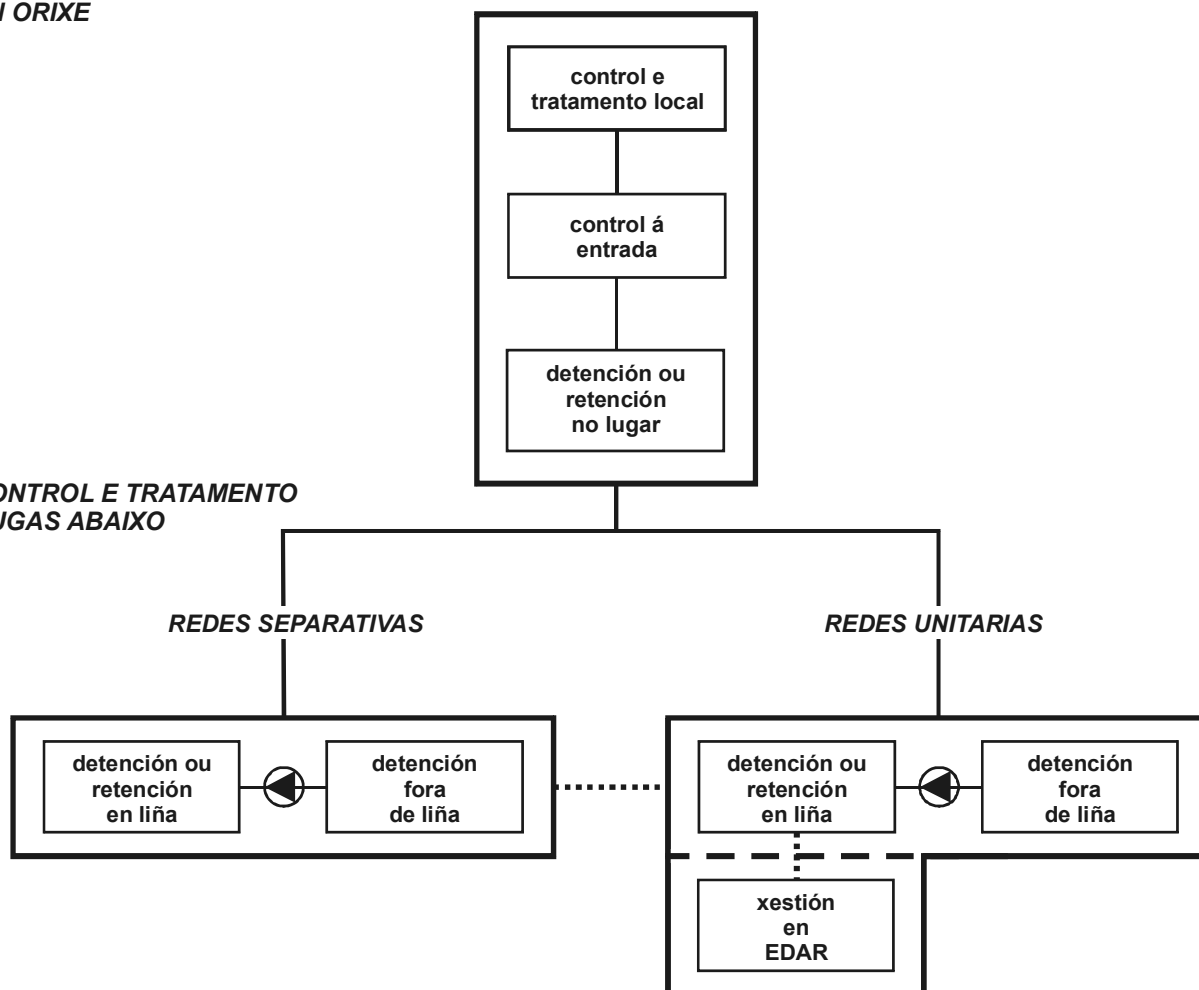 ORIXE
control e
tratamento local
control á
entrada
detención ou
retención
no lugar
ONTROL E TRATAMENTO
UGAS ABAIXO
REDES SEPARATIVAS
REDES UNITARIAS
detención ou
retención
en liña
detención
fora
de liña
detención ou
retención
en liña
detención
fora
de liña
xestión
en
EDAR